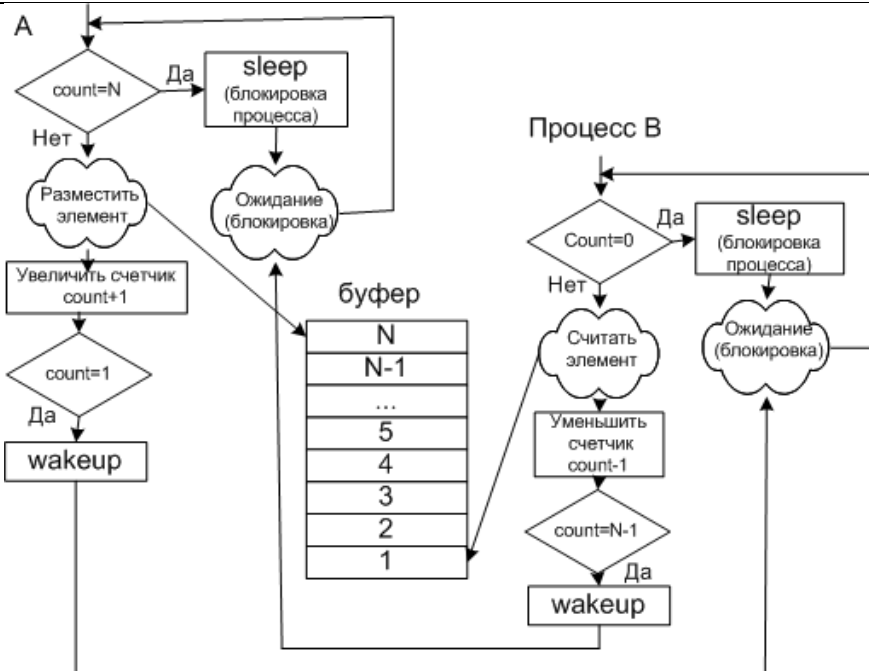 А
count=N
Да
sleep
(блокировка
процесса)
Нет
Разместить
элемент
Ожидание
(блокировка)
Увеличить счетчик
count+1
count=1
Да
wakeup
буфер
N
N-1
...
5
4
3
2
1
Процесс В
Count=0
Да
sleep
(блокировка
процесса)
Нет
Считать
элемент
Ожидание
(блокировка)
Уменьшить
счетчик
count-1
count=N-1
Да
wakeup